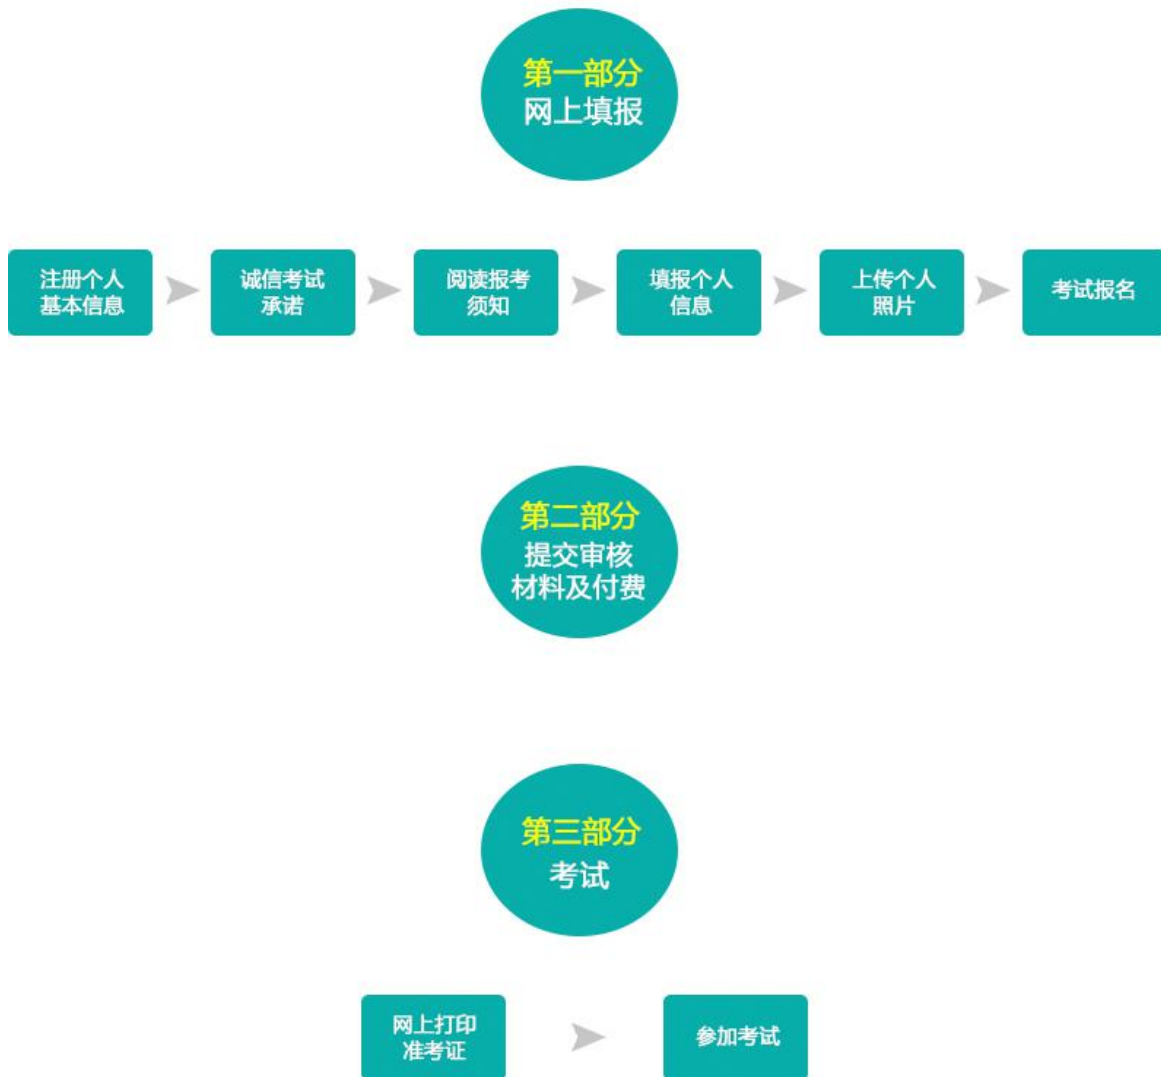 第一部分
网上填报
注册个人
基本信息
诚信考试
承诺
阅读报考
须知
填报个人
信息
上传个人
照片
考试报名
第二部分
提交审核
材料及付费
第三部分
考试
网上打印
准考证
参加考试